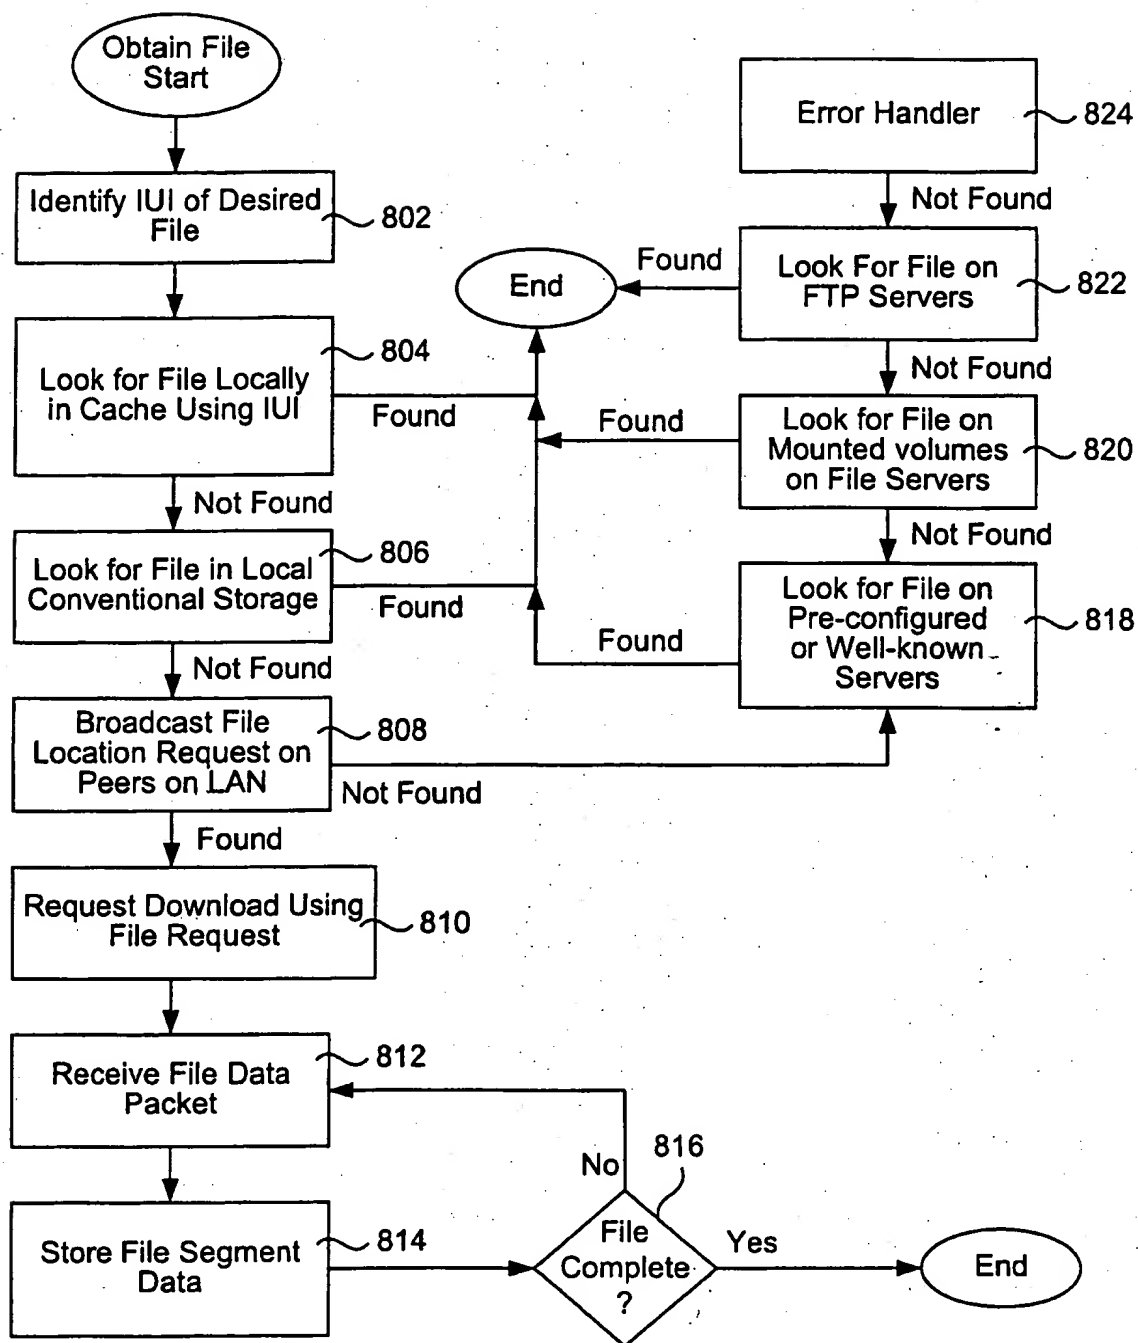 Obtain File
Start
Identify IUI of Desired
File
802
Look for File Locally
in Cache Using IUI
804
Found
Not Found
Look for File in Local
Conventional Storage
806
Found
Not Found
Broadcast File
Location Request on
Peers on LAN
808
Not Found
Found
Request Download Using
File Request
810
Receive File Data
Packet
812
Store File Segment
Data
814
File
Complete
?
816
No
Yes
End
Error Handler
824
Not Found
Look For File on
FTP Servers
822
Found
End
Not Found
Look for File on
Mounted volumes
on File Servers
820
Found
Not Found
Look for File on
Pre-configured
or Well-known
Servers
818
Found